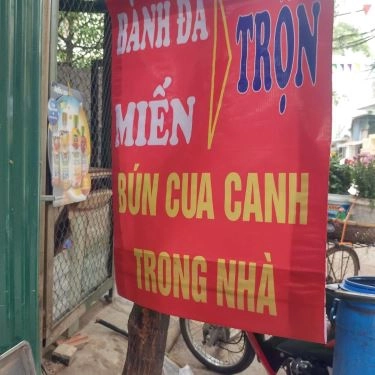 BÁNH ĐA
MIẾN
TRỘN
BÚN CUA CANH
TRONG NHÀ